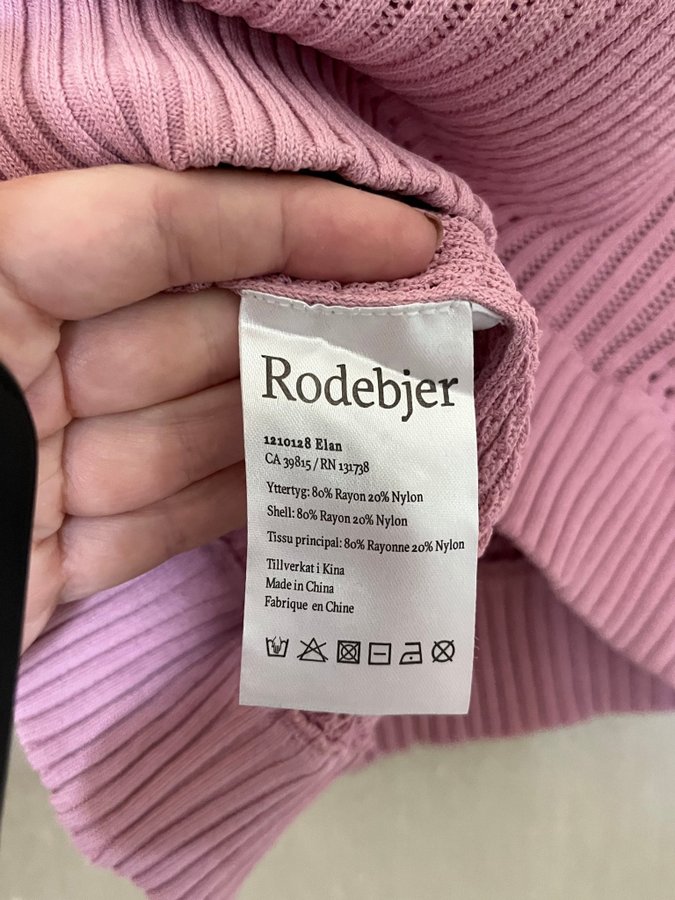 Rodebjer
1210128 Elan
CA 39815 / RN 131738
Yttertyg: 80% Rayon 20% Nylon
Shell: 80% Rayon 20% Nylon
Tissu principal: 80% Rayonne 20% Nylon
Tillverkat i Kina
Made in China
Fabrique en Chine